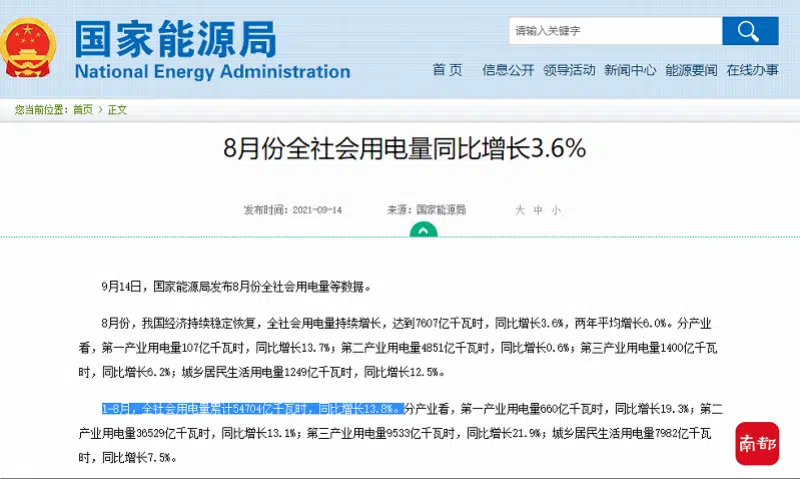 国家能源局
National Energy Administration
请输入关键字
首页 信息公开 领导活动 新闻中心 能源要闻 在线办事
您当前位置：首页 > 正文
8月份全社会用电量同比增长3.6%
发布时间：2021-09-14 来源：国家能源局 大 中 小
9月14日，国家能源局发布8月份全社会用电量等数据。
8月份，我国经济持续稳定恢复，全社会用电量持续增长，达到7607亿千瓦时，同比增长3.6%，两年平均增长6.0%。分产业
看，第一产业用电量107亿千瓦时，同比增长13.7%；第二产业用电量4851亿千瓦时，同比增长0.6%；第三产业用电量1400亿千瓦
时，同比增长6.2%；城乡居民生活用电量1249亿千瓦时，同比增长12.5%。
1-8月，全社会用电量累计54704亿千瓦时，同比增长13.8%。分产业看，第一产业用电量660亿千瓦时，同比增长19.3%；第二
产业用电量36529亿千瓦时，同比增长13.1%；第三产业用电量9533亿千瓦时，同比增长21.9%；城乡居民生活用电量7982亿千瓦
时，同比增长7.5%。
南都